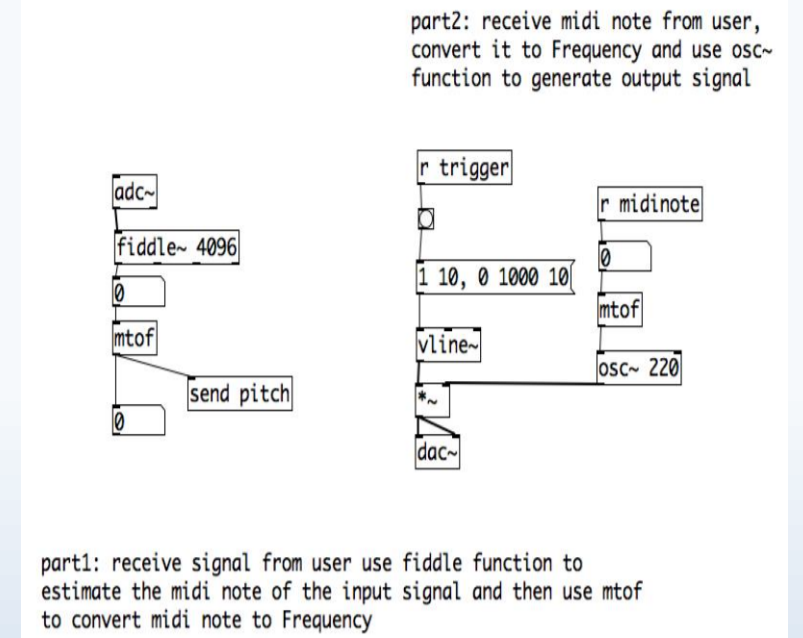 part2: receive midi note from user,
convert it to Frequency and use osc~
function to generate output signal
adc~
fiddle~ 4096
0
mtof
send pitch
0
r trigger
1 10, 0 1000 10
vline~
*~
dac~
r midinote
0
mtof
osc~ 220
part1: receive signal from user use fiddle function to
estimate the midi note of the input signal and then use mtof
to convert midi note to Frequency